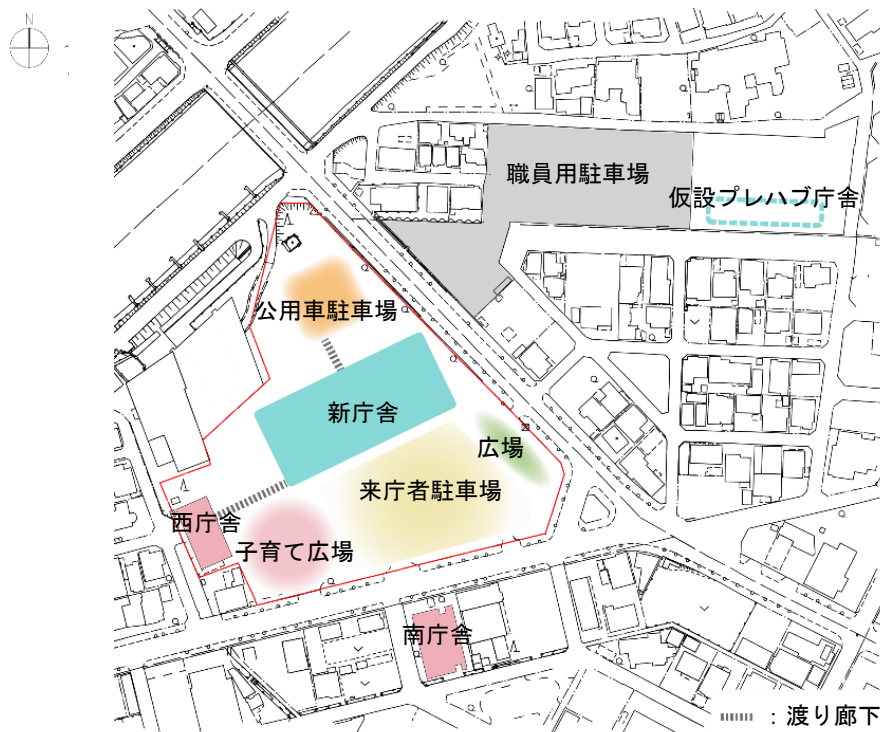 N
職員用駐車場
仮設プレハブ庁舎
公用車駐車場
新庁舎
広場
来庁者駐車場
西庁舎
子育て広場
南庁舎
：渡り廊下